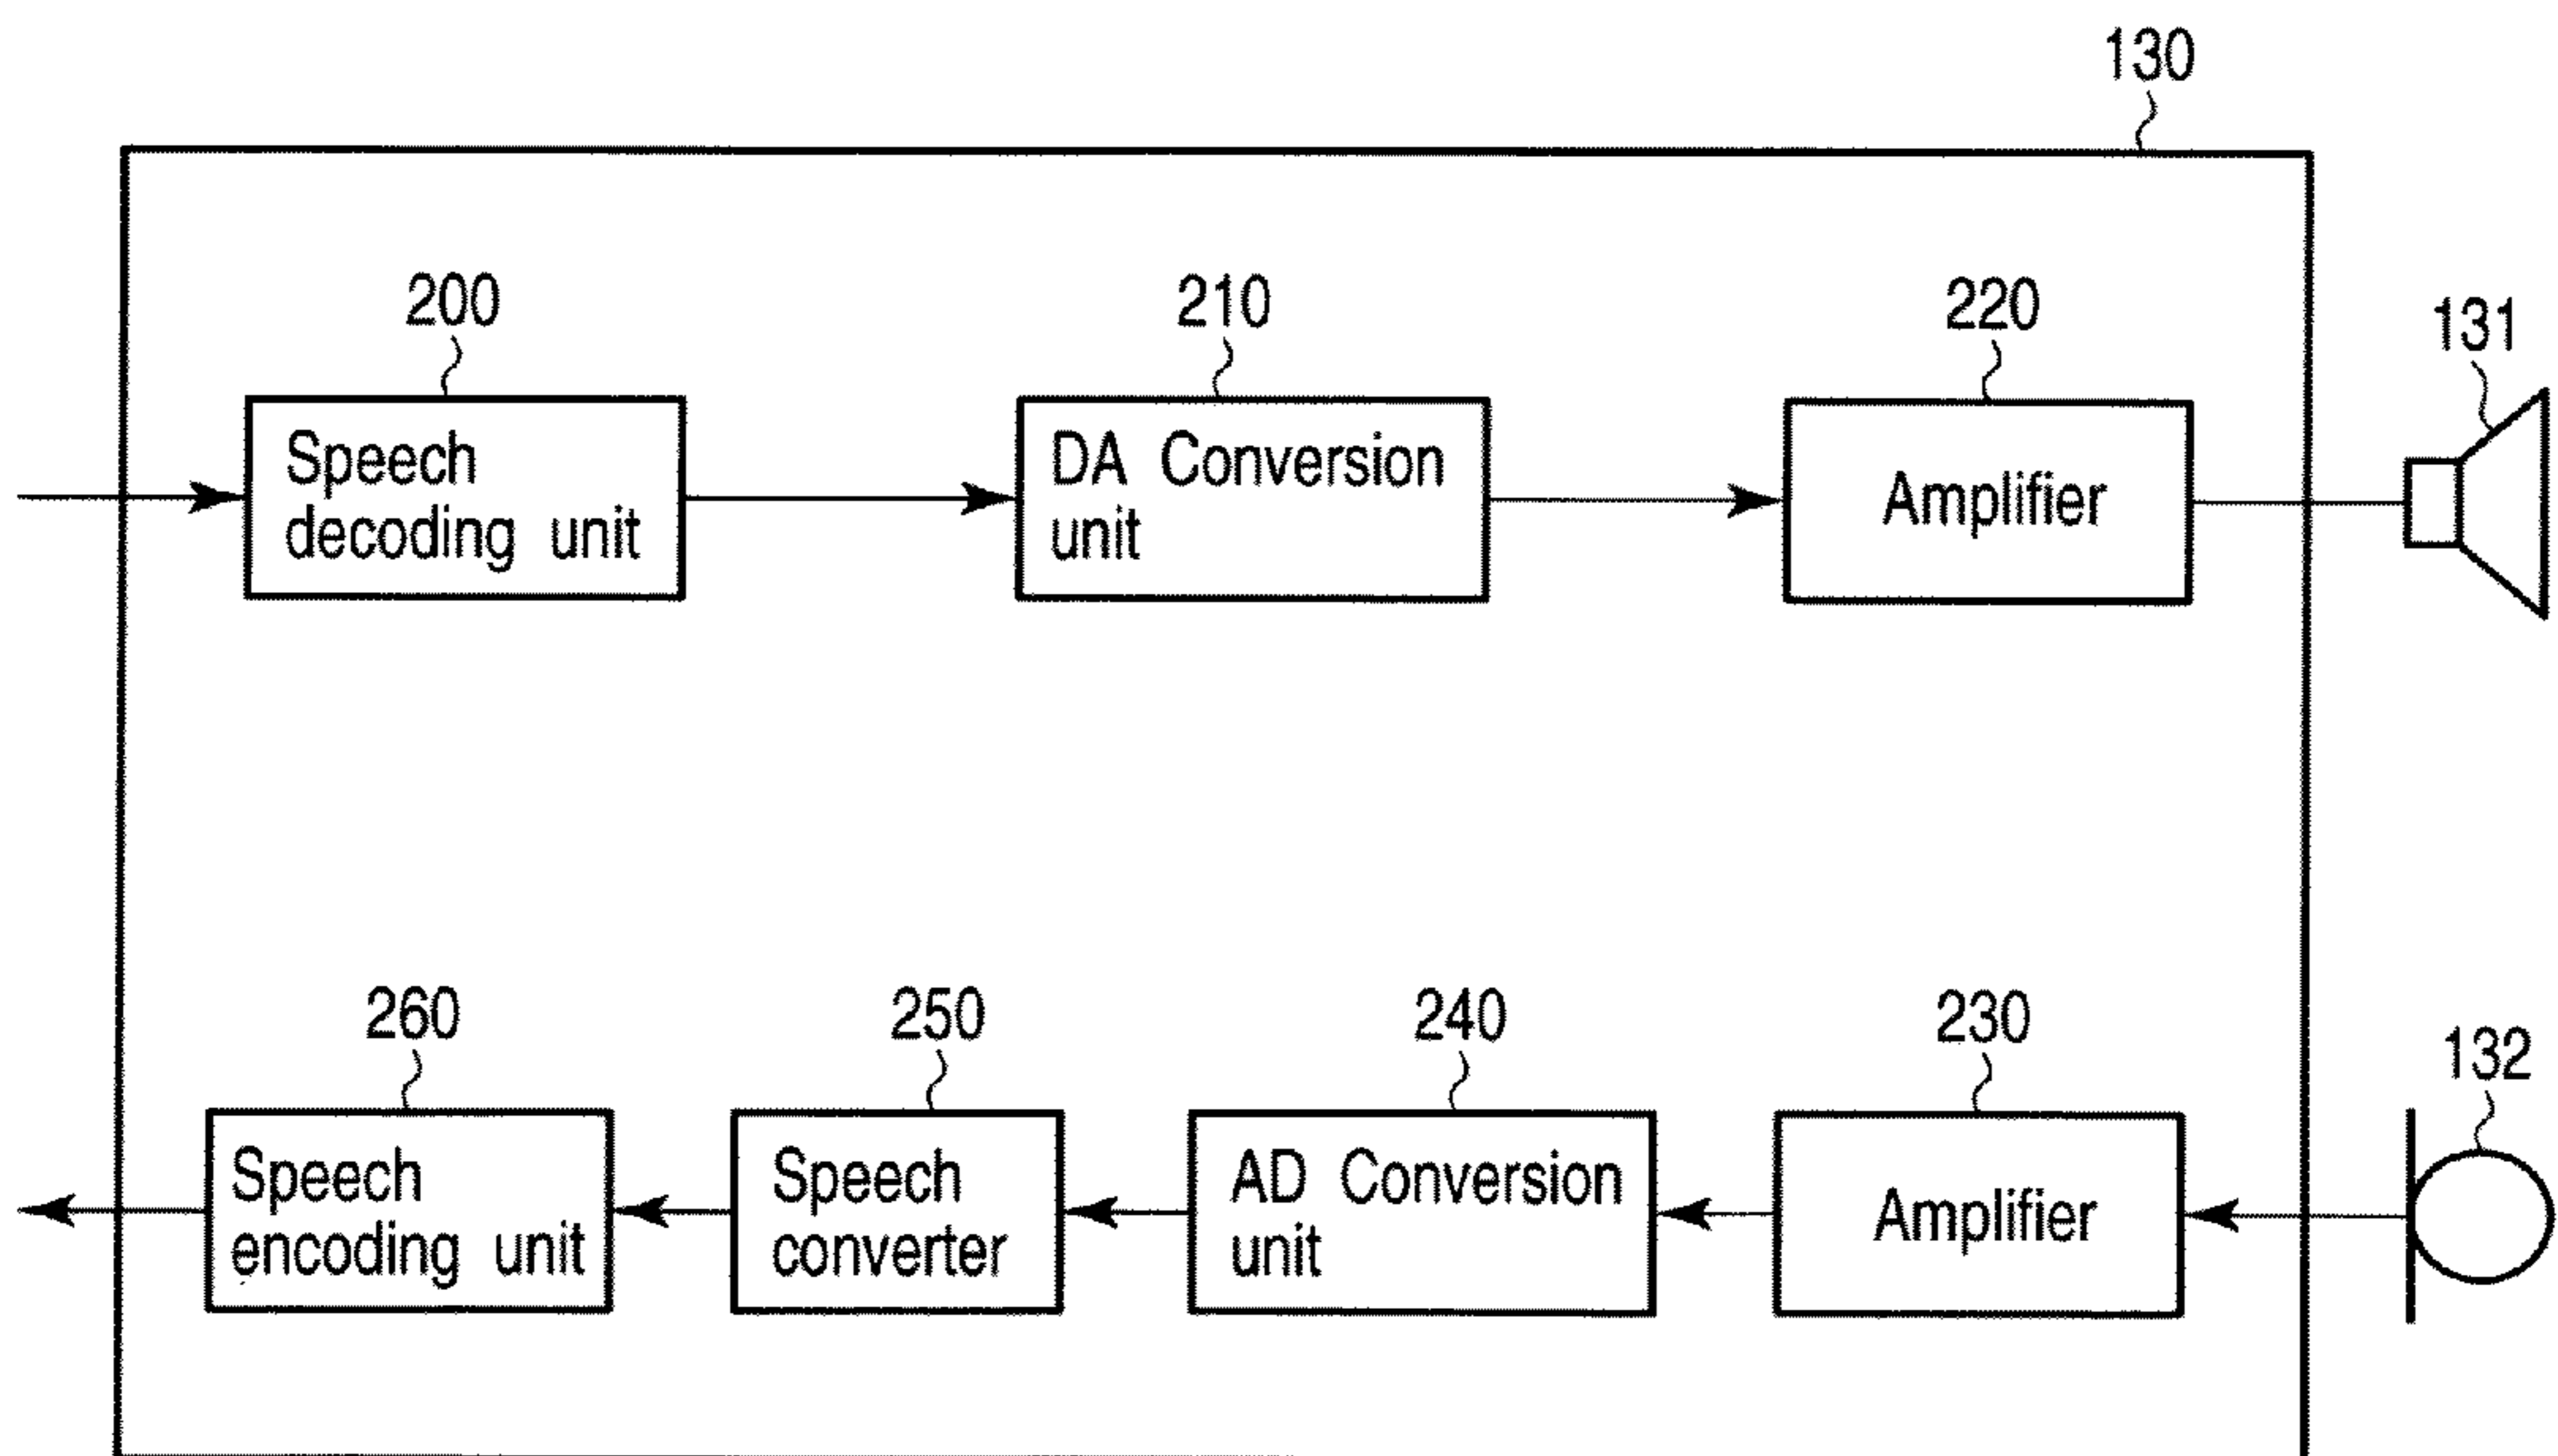 130
200
210
220
131
Speech
decoding unit
DA Conversion
unit
Amplifier
260
250
240
230
132
Speech
encoding unit
Speech
converter
AD Conversion
unit
Amplifier